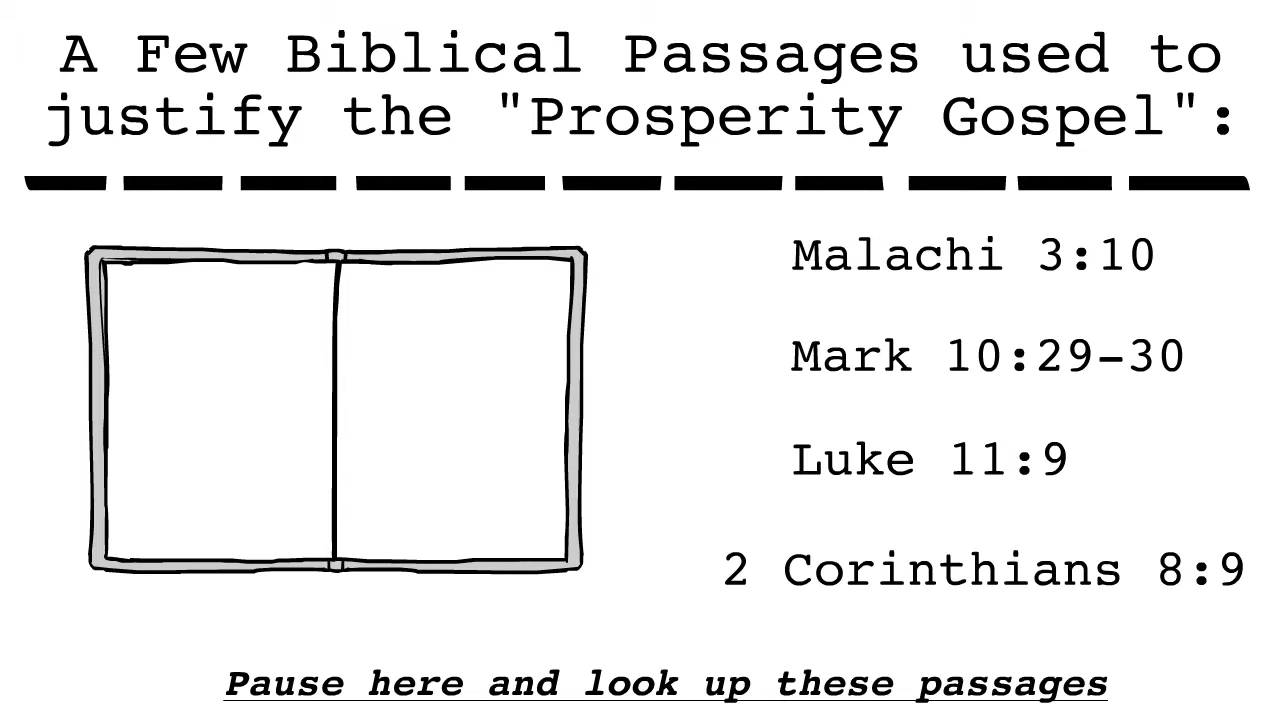 A Few Biblical Passages used to
justify the "Prosperity Gospel":
Malachi 3:10
Mark 10:29-30
Luke 11:9
2 Corinthians 8:9
Pause here and look up these passages